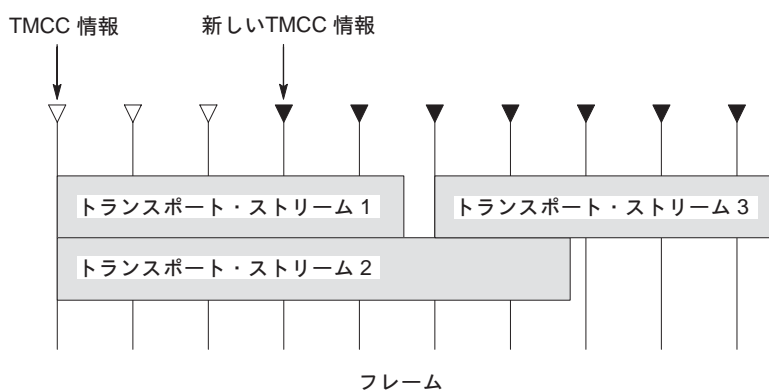 TMCC 情報
新しいTMCC 情報
トランスポート・ストリーム 1
トランスポート・ストリーム 3
トランスポート・ストリーム 2
フレーム